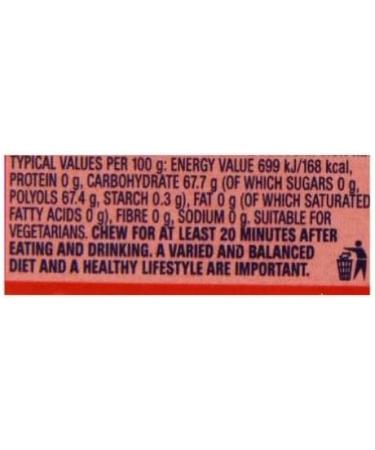 TYPICAL VALUES PER 100 g: ENERGY VALUE 699 kJ/168 kcal,
PROTEIN 0 g, CARBOHYDRATE 67.7 g (OF WHICH SUGARS 0 g,
POLYOLS 67.4 g, STARCH 0.3 g), FAT 0 g (OF WHICH SATURATED
FATTY ACIDS 0 g), FIBRE 0 g, SODIUM 0 g. SUITABLE FOR
VEGETARIANS. CHEW FOR AT LEAST 20 MINUTES AFTER
EATING AND DRINKING. A VARIED AND BALANCED
DIET AND A HEALTHY LIFESTYLE ARE IMPORTANT.